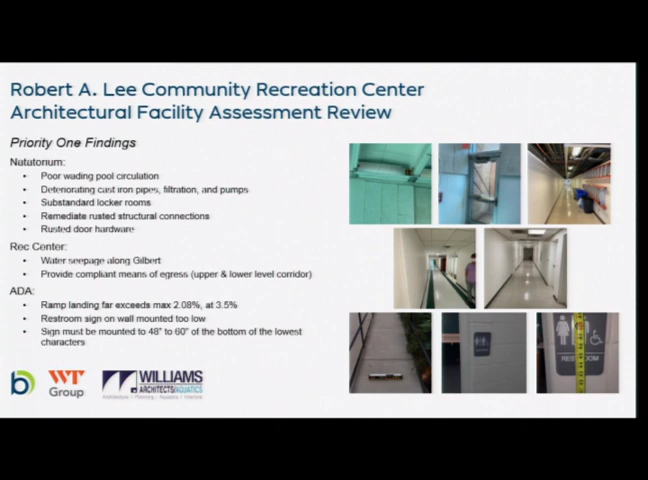 Robert A. Lee Community Recreation Center
Architectural Facility Assessment Review
Priority One Findings
Natatorium:
• Poor wading pool circulation
• Deteriorating cast iron pipes, filtration, and pumps
• Substandard locker rooms
• Remediate rusted structural connections
• Rusted door hardware
Rec Center:
• Water seepage along Gilbert
• Provide compliant means of egress (upper & lower level corridor)
ADA:
• Ramp landing far exceeds max 2.08%, at 3.5%
• Restroom sign on wall mounted too low
• Sign must be mounted to 48" to 60" of the bottom of the lowest
characters
b
WT
Group
WILLIAMS
ARCHITECTS/AQUATICS
Architecture / Planning / Aquatics / Interiors